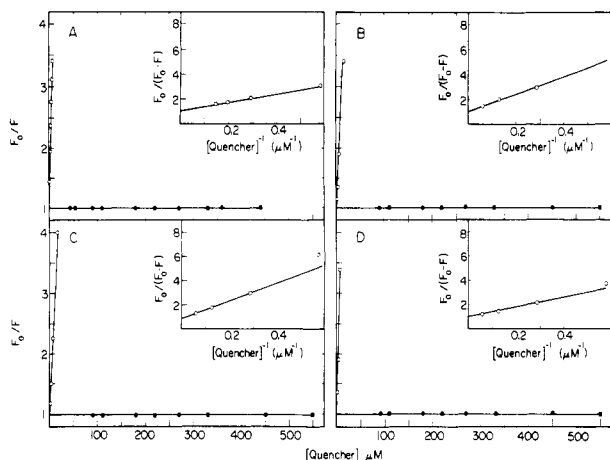 A
B
C
D
4
3
2
1
4
3
2
1
F₀/F
F₀/F
8
6
4
2
0.2
0.4
F₀/(F₀-F)
[Quencher]⁻¹ (μM⁻¹)
8
6
4
2
0.2
0.4
F₀/(F₀-F)
[Quencher]⁻¹ (μM⁻¹)
8
6
4
2
0.2
0.4
F₀/(F₀-F)
[Quencher]⁻¹ (μM⁻¹)
8
6
4
2
0.2
0.4
F₀/(F₀-F)
[Quencher]⁻¹ (μM⁻¹)
0 100 200 300 400 500
100 200 300 400 500
[Quencher] μM